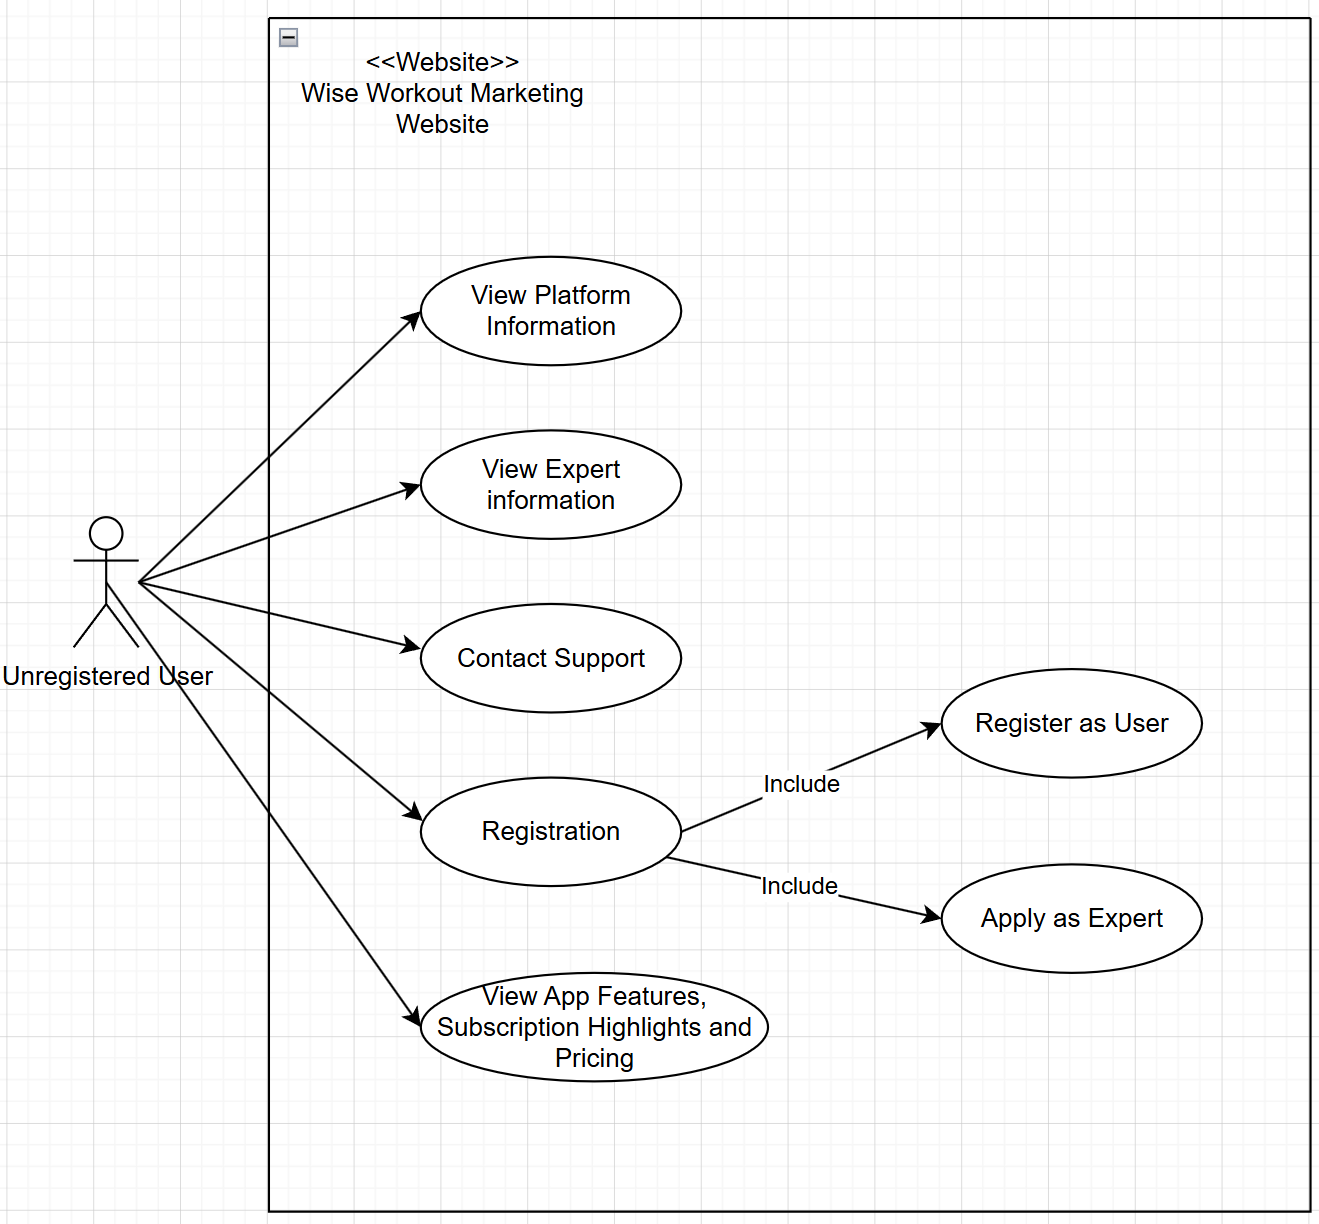 <<Website>>
Wise Workout Marketing
Website
View Platform
Information
View Expert
information
Contact Support
Unregistered User
Register as User
Include
Registration
Include
Apply as Expert
View App Features,
Subscription Highlights and
Pricing